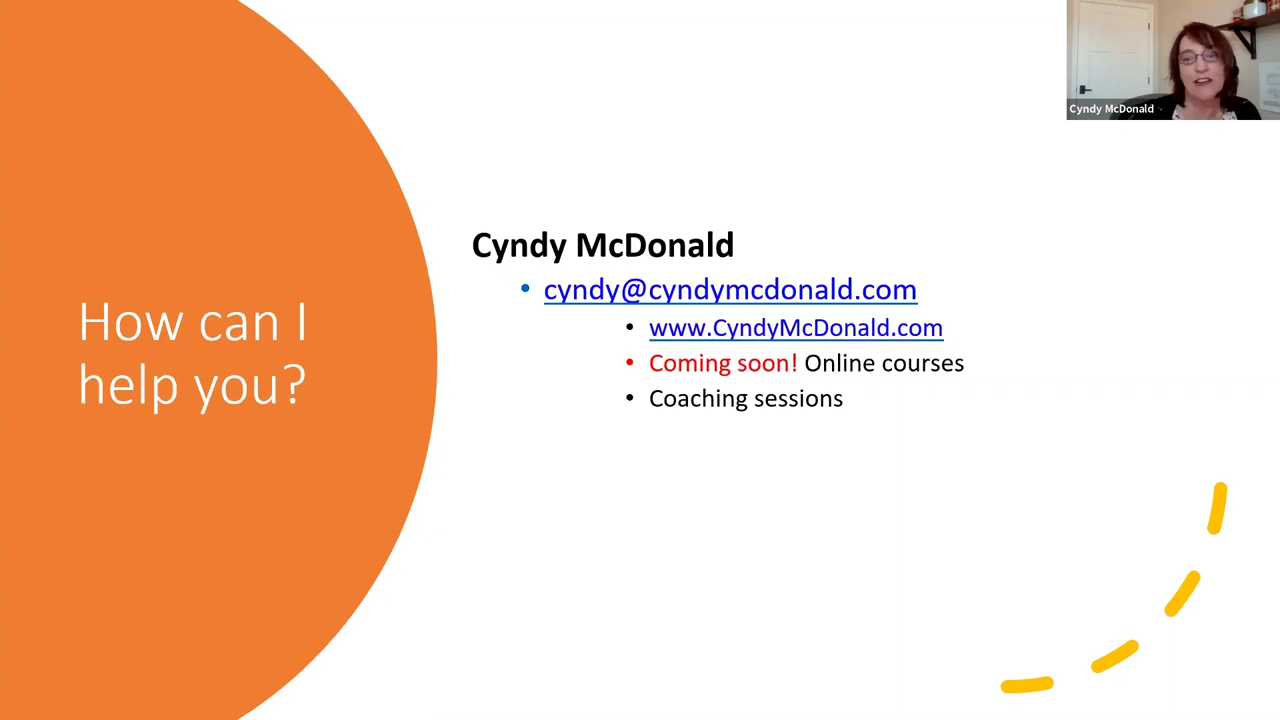 How can I
help you?
Cyndy McDonald
• cyndy@cyndymcdonald.com
• www.CyndyMcDonald.com
• Coming soon! Online courses
• Coaching sessions
Cyndy McDonald